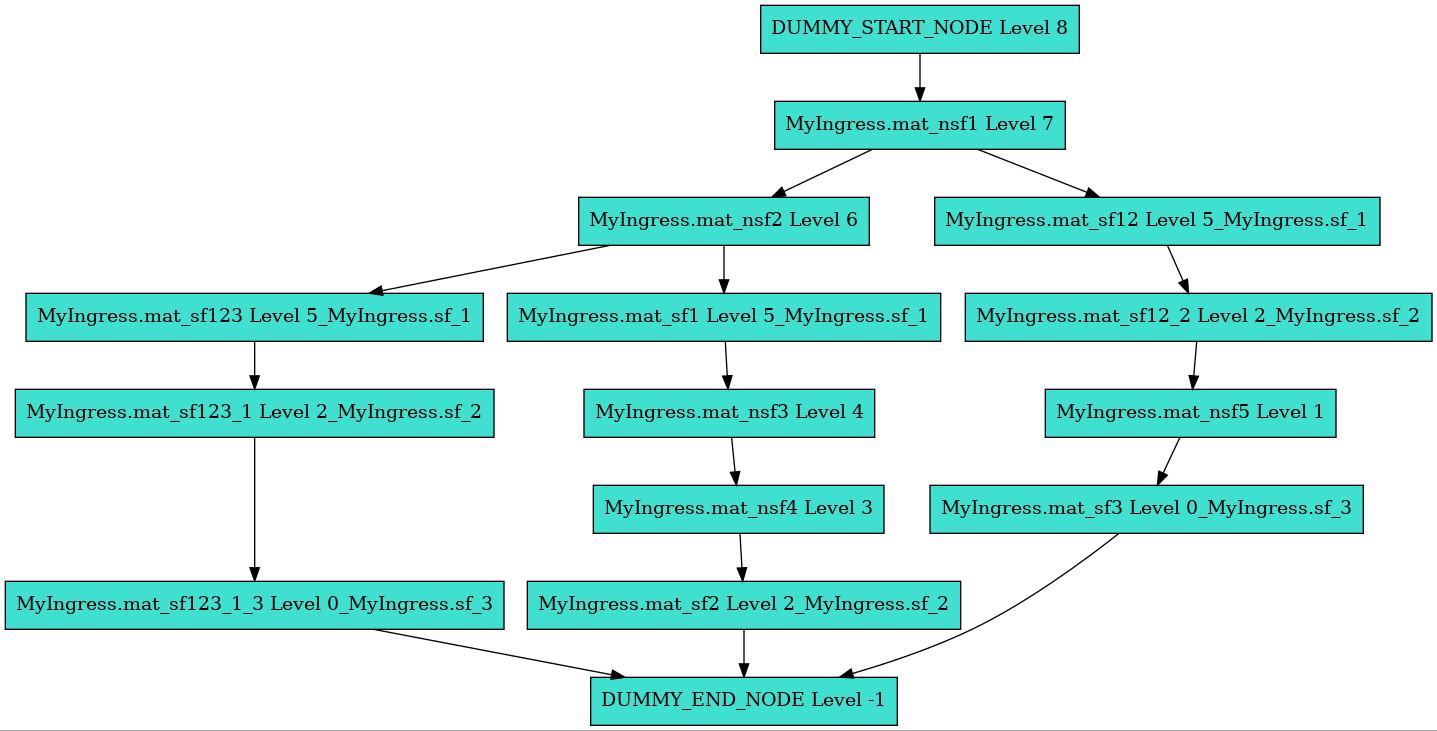 DUMMY_START_NODE Level 8
MyIngress.mat_nsf1 Level 7
MyIngress.mat_nsf2 Level 6
MyIngress.mat_sf12 Level 5_MyIngress.sf_1
MyIngress.mat_sf123 Level 5_MyIngress.sf_1
MyIngress.mat_sf1 Level 5_MyIngress.sf_1
MyIngress.mat_sf12_2 Level 2_MyIngress.sf_2
MyIngress.mat_sf123_1 Level 2_MyIngress.sf_2
MyIngress.mat_nsf3 Level 4
MyIngress.mat_nsf5 Level 1
MyIngress.mat_nsf4 Level 3
MyIngress.mat_sf3 Level 0_MyIngress.sf_3
MyIngress.mat_sf123_1_3 Level 0_MyIngress.sf_3
MyIngress.mat_sf2 Level 2_MyIngress.sf_2
DUMMY_END_NODE Level -1